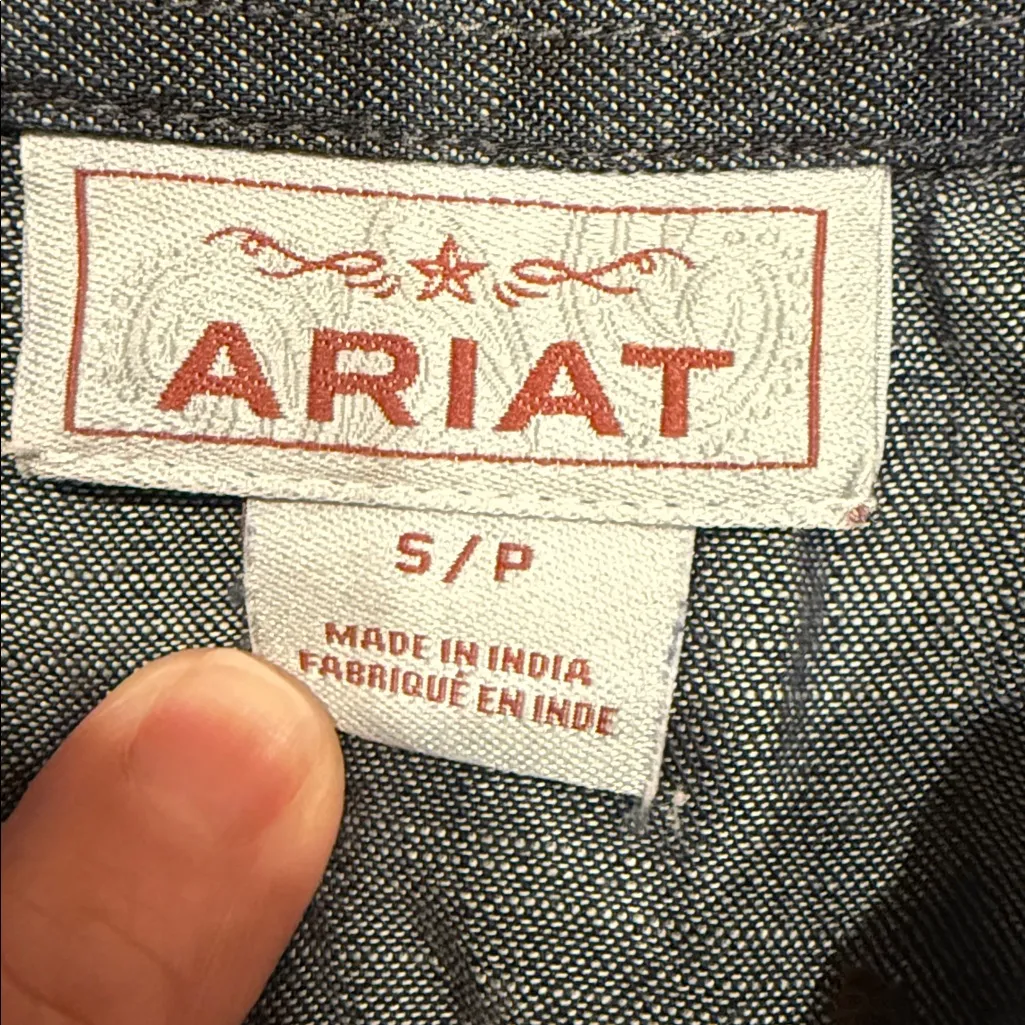 ARIAT
S/P
MADE IN INDIA
FABRIQUÉ EN INDE